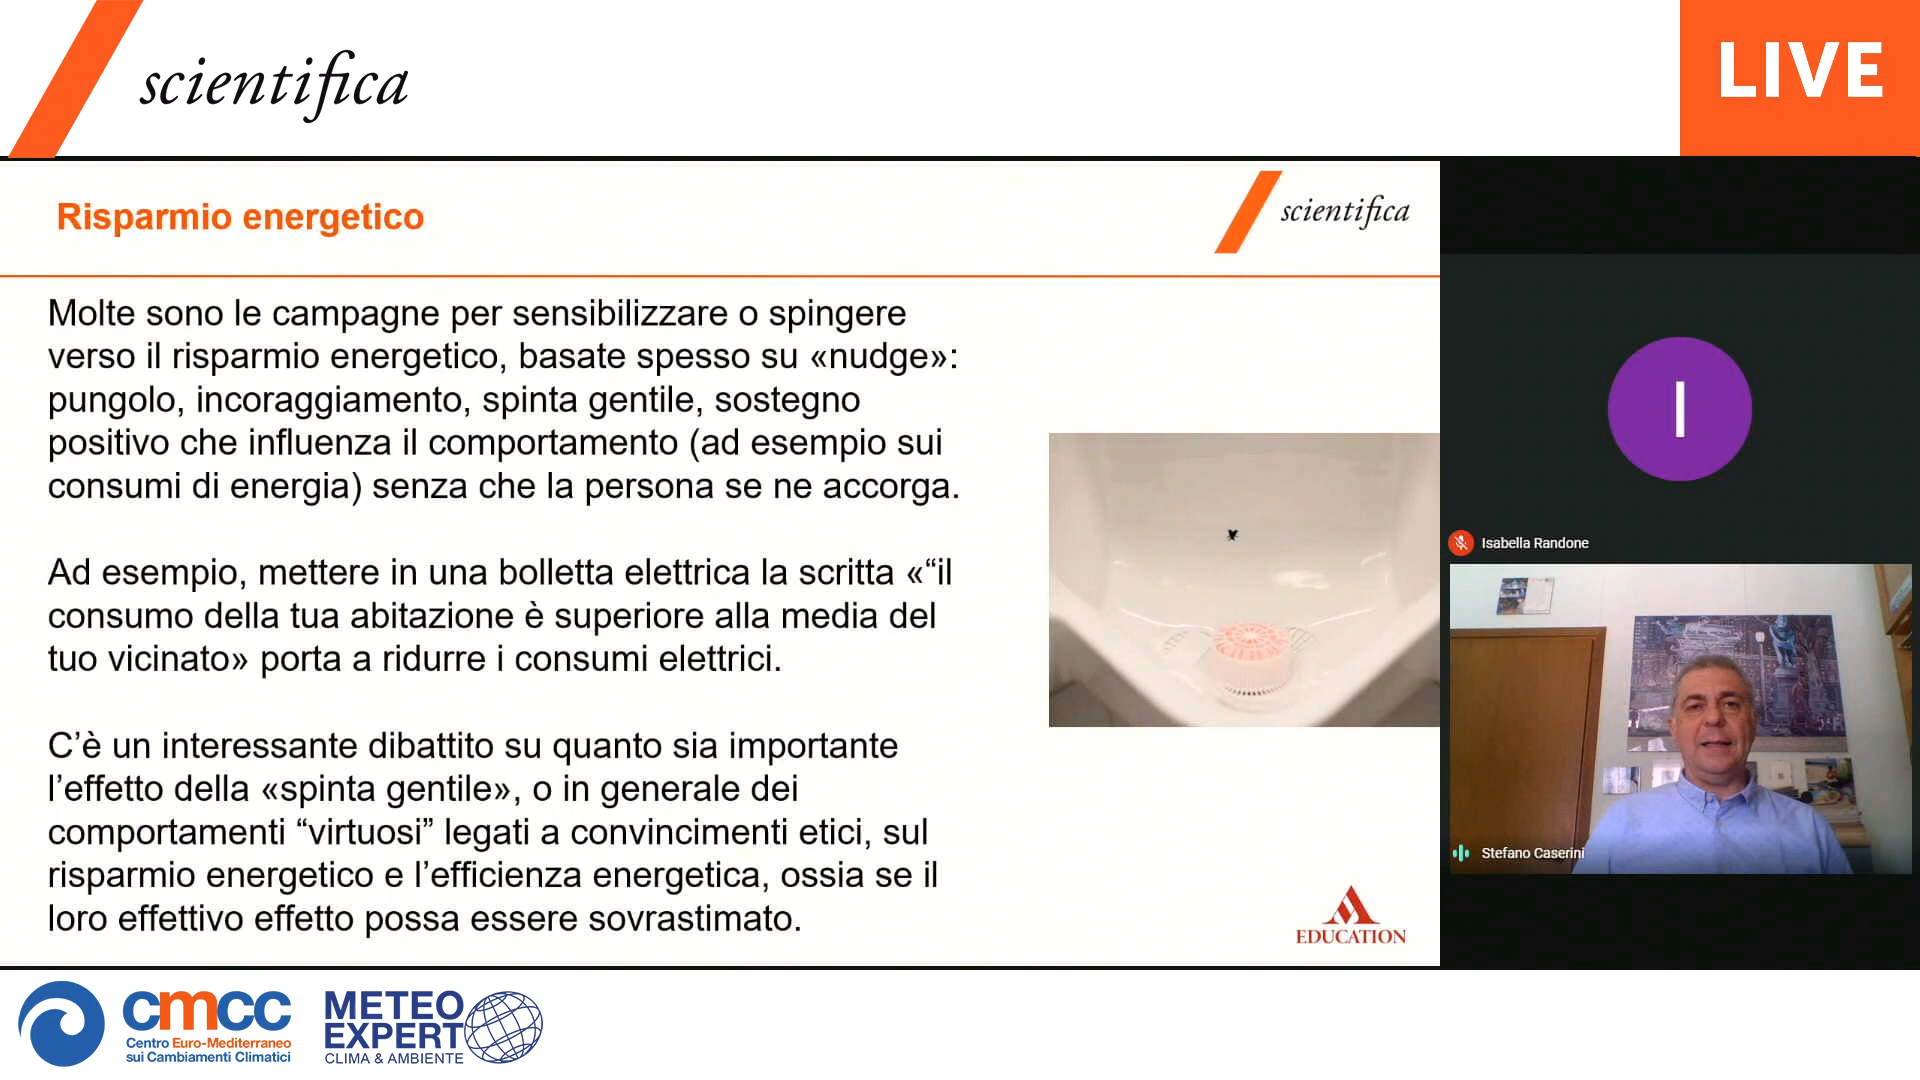 scientifica
LIVE
Risparmio energetico
scientifica
Molte sono le campagne per sensibilizzare o spingere
verso il risparmio energetico, basate spesso su «nudge»:
pungolo, incoraggiamento, spinta gentile, sostegno
positivo che influenza il comportamento (ad esempio sui
consumi di energia) senza che la persona se ne accorga.
Ad esempio, mettere in una bolletta elettrica la scritta «“il
consumo della tua abitazione è superiore alla media del
tuo vicinato» porta a ridurre i consumi elettrici.
C’è un interessante dibattito su quanto sia importante
l’effetto della «spinta gentile», o in generale dei
comportamenti “virtuosi” legati a convincimenti etici, sul
risparmio energetico e l’efficienza energetica, ossia se il
loro effettivo effetto possa essere sovrastimato.
EDUCATION
I
Isabella Randone
Stefano Caserini
cmcc
Centro Euro-Mediterraneo
sui Cambiamenti Climatici
METEO
EXPERT
CLIMA & AMBIENTE